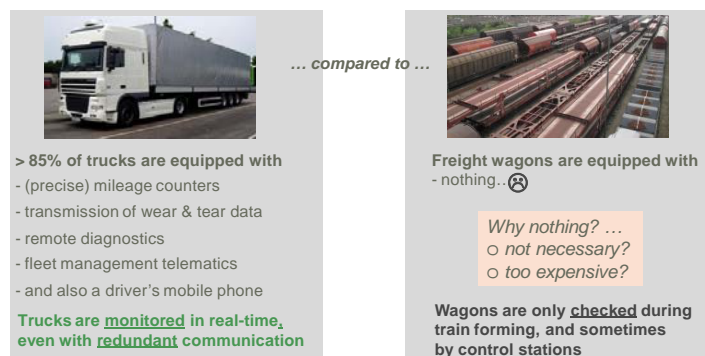 … compared to …
> 85% of trucks are equipped with
- (precise) mileage counters
- transmission of wear & tear data
- remote diagnostics
- fleet management telematics
- and also a driver's mobile phone
Trucks are monitored in real-time,
even with redundant communication
Freight wagons are equipped with
- nothing..☹
Why nothing? …
o not necessary?
o too expensive?
Wagons are only checked during
train forming, and sometimes
by control stations